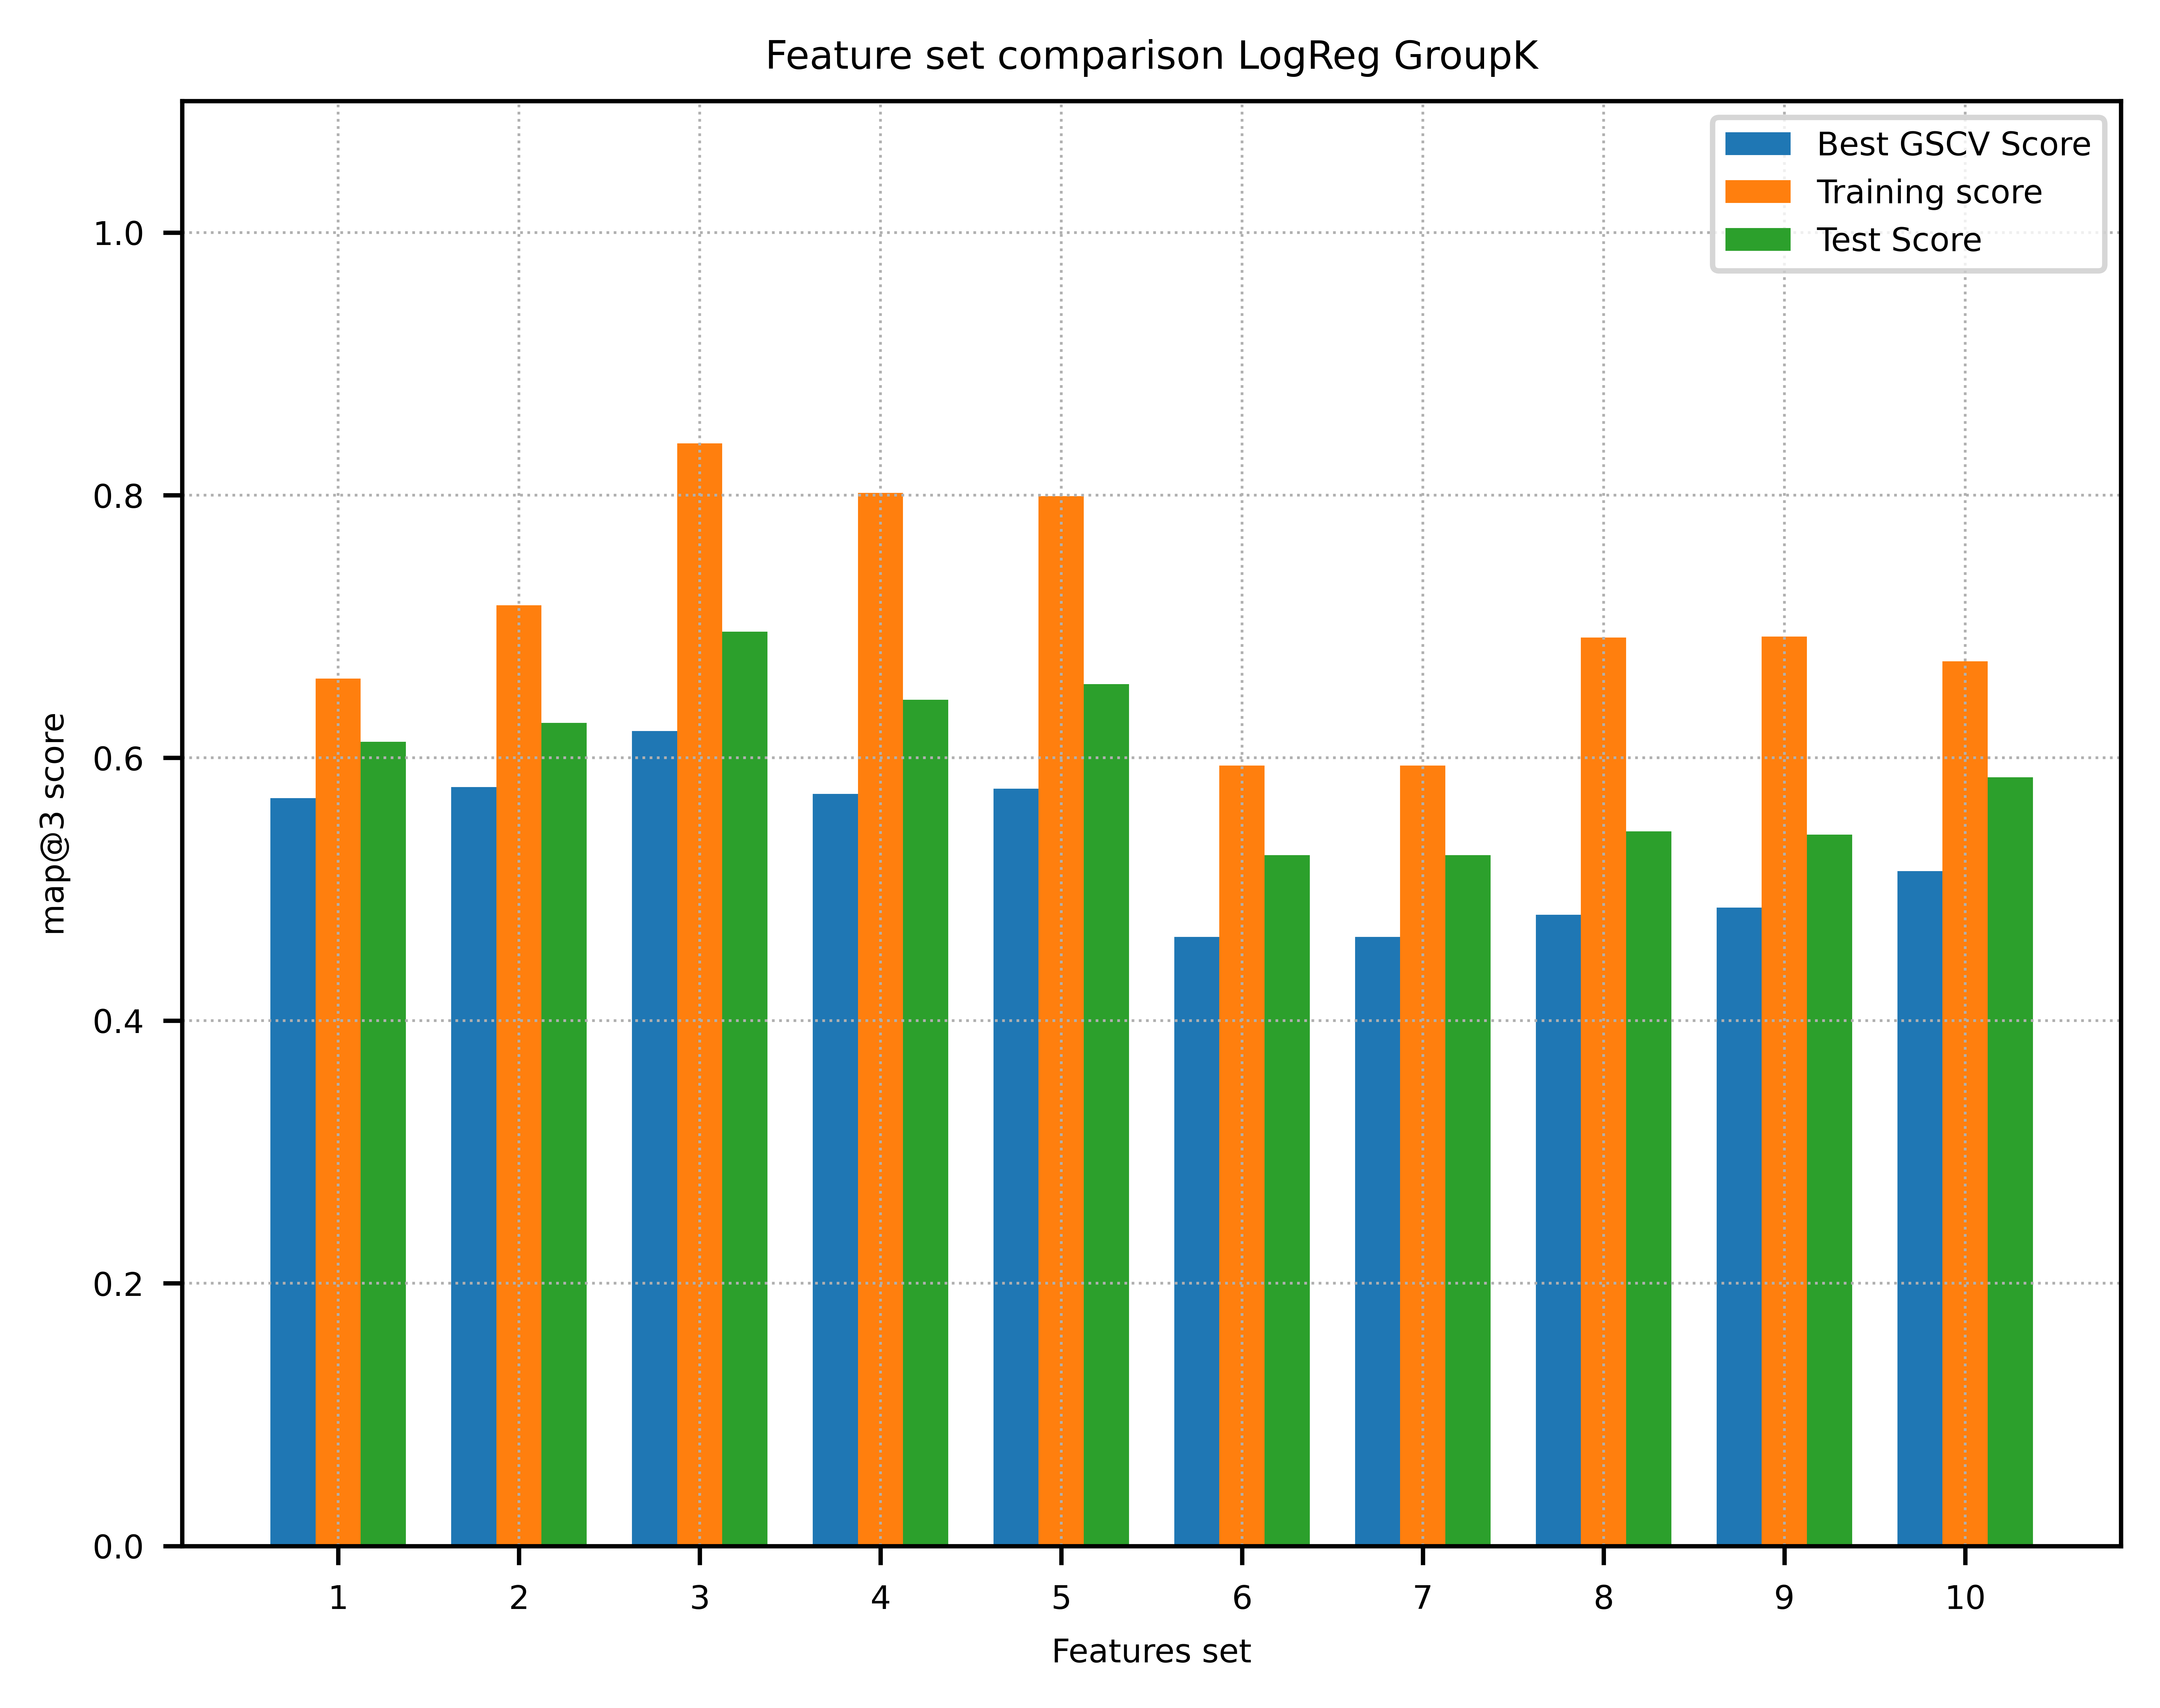 Feature set comparison LogReg GroupK
Best GSCV Score
Training score
Test Score
map@3 score
1.0
0.8
0.6
0.4
0.2
0.0
1 2 3 4 5 6 7 8 9 10
Features set